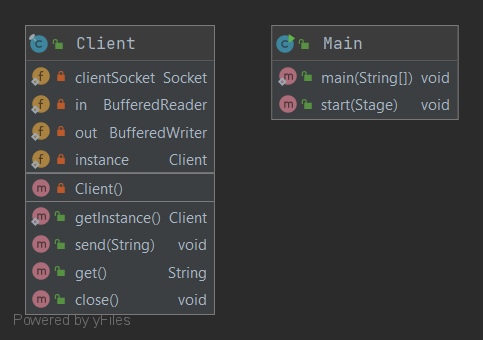 Client
clientSocket Socket
in BufferedReader
out BufferedWriter
instance Client
Client()
getInstance() Client
send(String) void
get() String
close() void
Main
main(String[]) void
start(Stage) void
Powered by yFiles